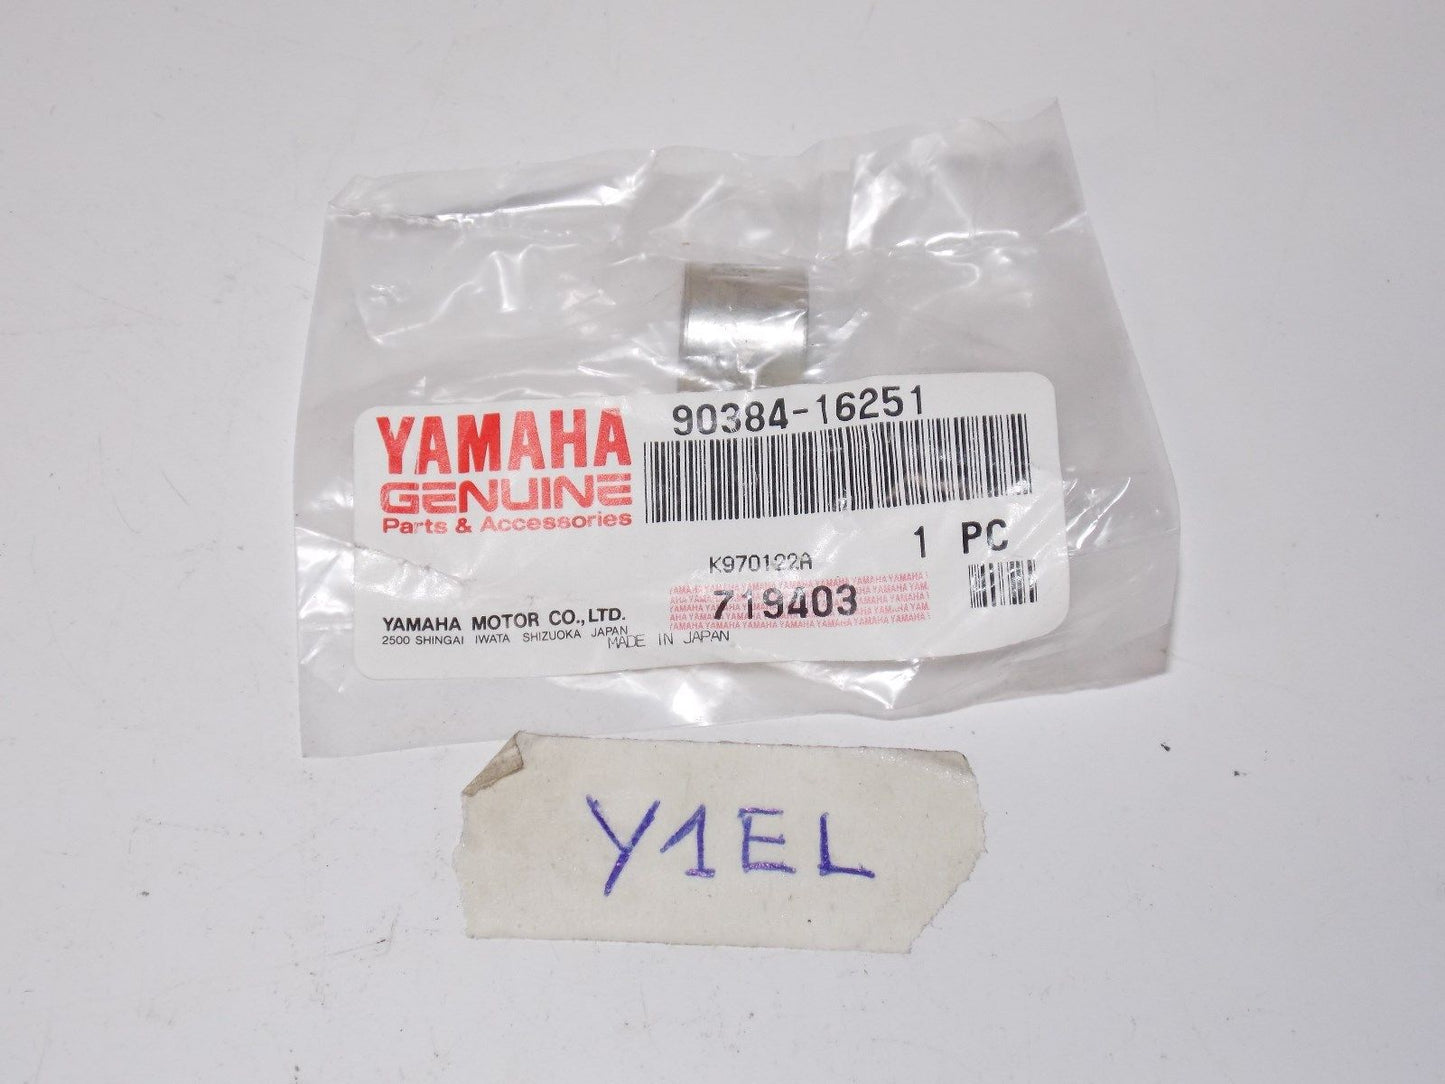 90384-16251
YAMAHA
GENUINE
Parts & Accessories
1 PC
K970122A
719403
YAMAHA MOTOR CO., LTD.
2500 SHINGAI IWATA SHIZUOKA JAPAN
MADE IN JAPAN
Y1EL